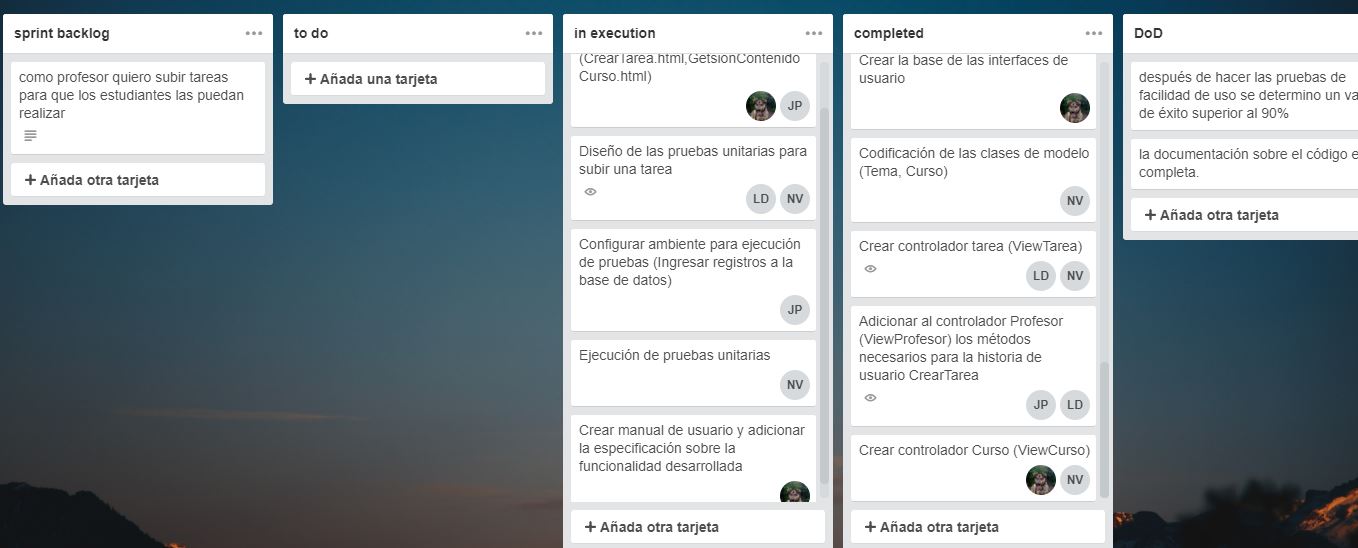 sprint backlog
como profesor quiero subir tareas
para que los estudiantes las puedan
realizar
+ Añada otra tarjeta
to do
+ Añada una tarjeta
in execution
(CrearTarea.html,GetsionContenido
Curso.html)
JP
Diseño de las pruebas unitarias para
subir una tarea
LD NV
Configurar ambiente para ejecución
de pruebas (Ingresar registros a la
base de datos)
JP
Ejecución de pruebas unitarias
NV
Crear manual de usuario y adicionar
la especificación sobre la
funcionalidad desarrollada
+ Añada otra tarjeta
completed
Crear la base de las interfaces de
usuario
Codificación de las clases de modelo
(Tema, Curso)
NV
Crear controlador tarea (ViewTarea)
LD NV
Adicionar al controlador Profesor
(ViewProfesor) los métodos
necesarios para la historia de
usuario CrearTarea
JP LD
Crear controlador Curso (ViewCurso)
NV
+ Añada otra tarjeta
DoD
después de hacer las pruebas de
facilidad de uso se determino un
de éxito superior al 90%
la documentación sobre el código
completa.
+ Añada otra tarjeta